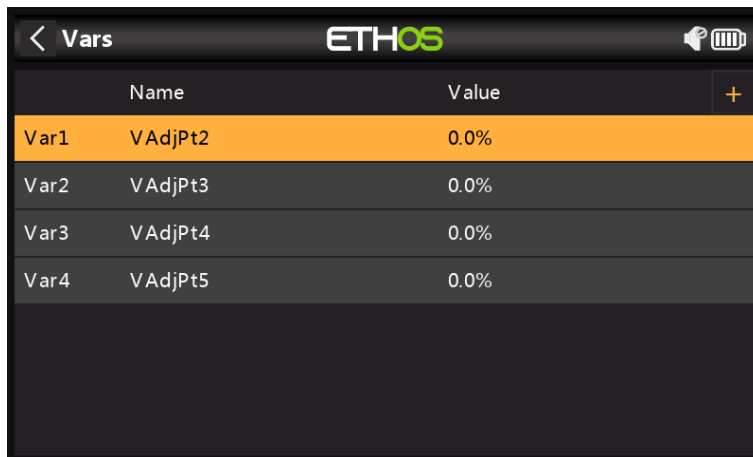 Vars ETHOS
Name Value +
Var1 VAdjPt2 0.0%
Var2 VAdjPt3 0.0%
Var3 VAdjPt4 0.0%
Var4 VAdjPt5 0.0%